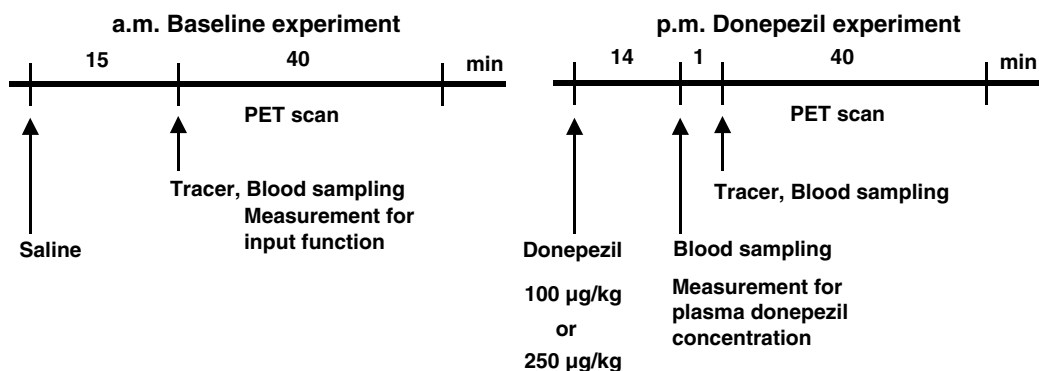 a.m. Baseline experiment
15 40 min
PET scan
Tracer, Blood sampling
Measurement for
input function
Saline
p.m. Donepezil experiment
14 1 40 min
PET scan
Tracer, Blood sampling
Donepezil
100 µg/kg
or
250 µg/kg
Blood sampling
Measurement for
plasma donepezil
concentration